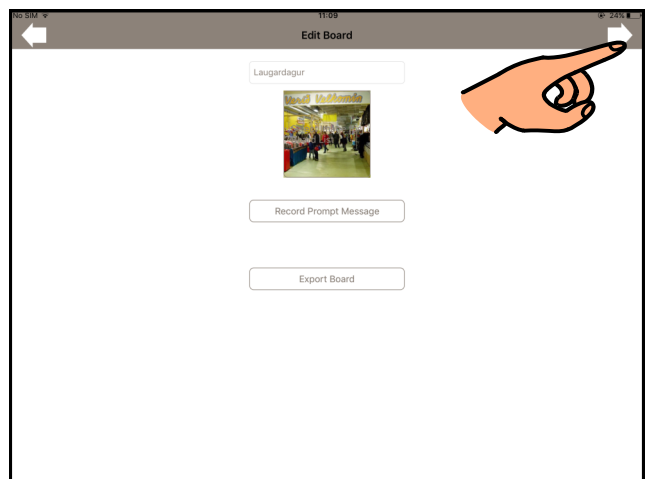 No SIM 11:09 24%
Edit Board
Laugardagur
Record Prompt Message
Export Board